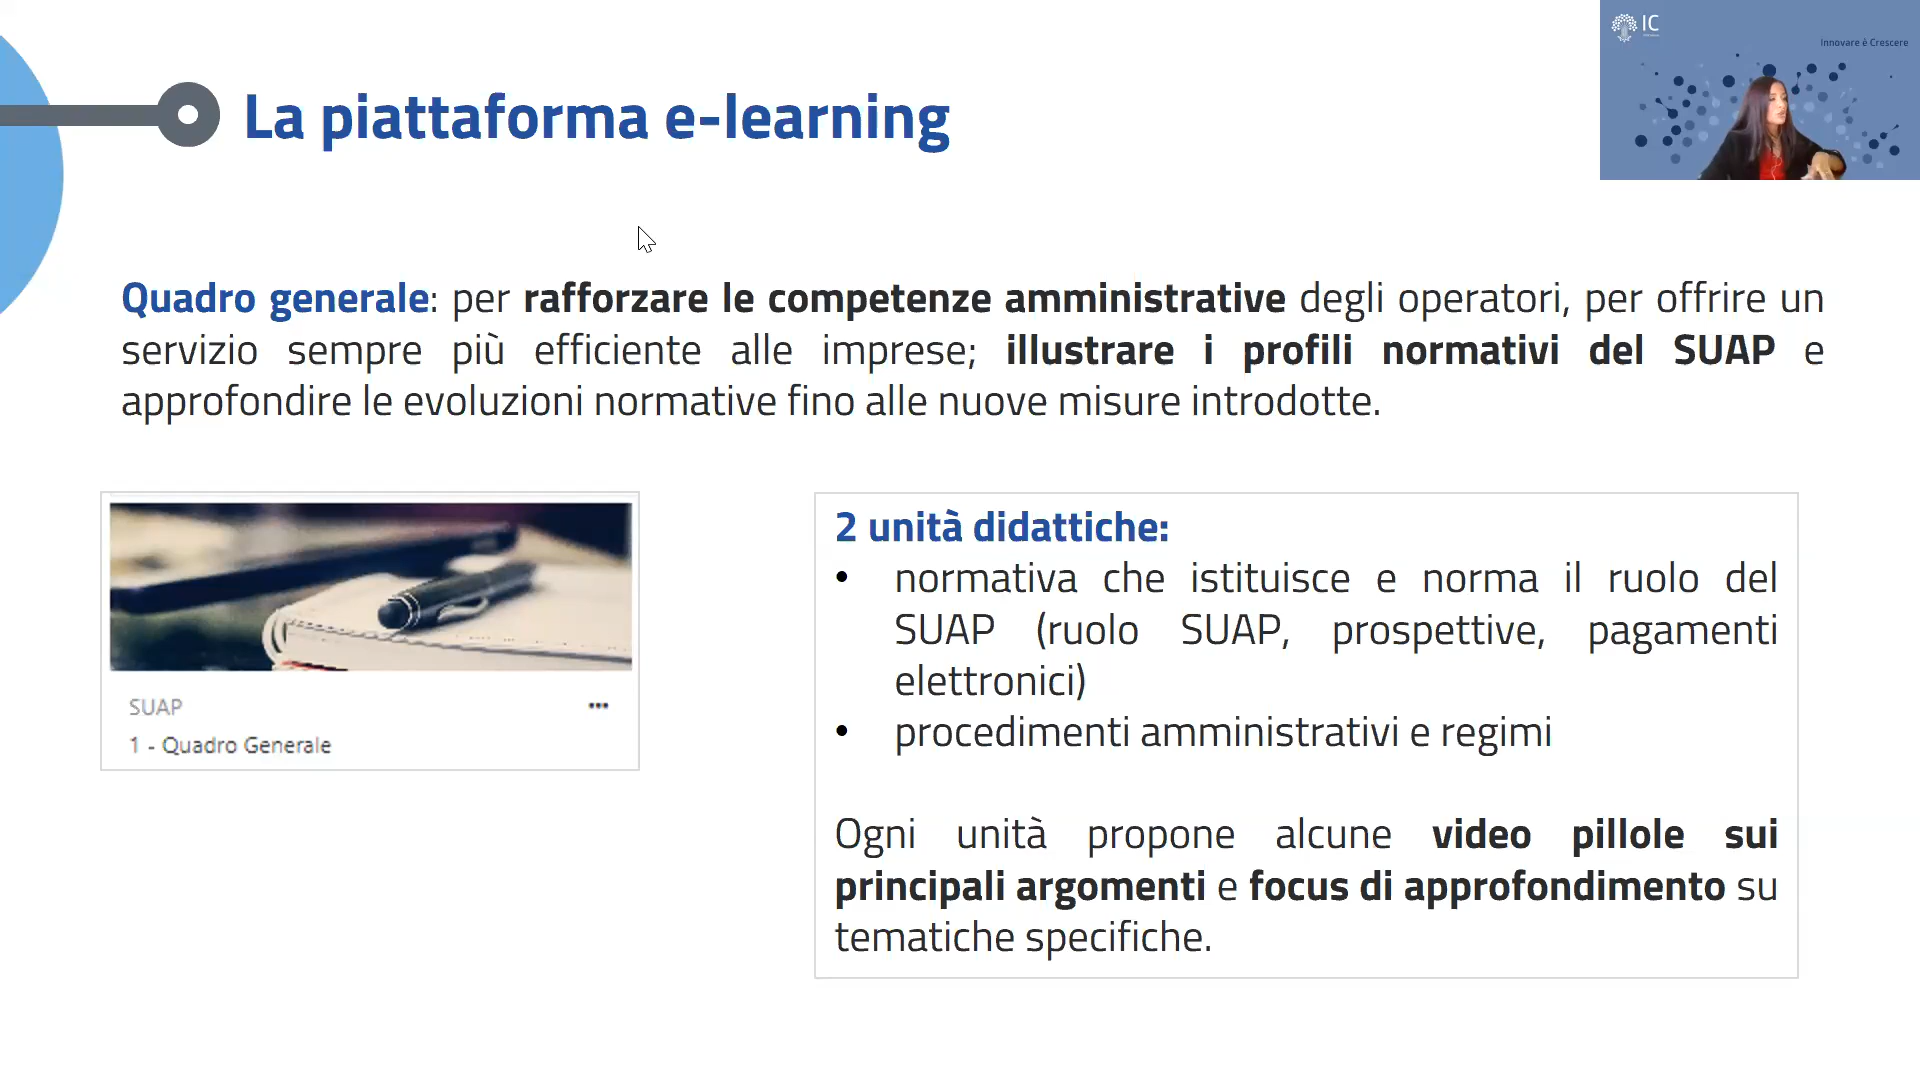 La piattaforma e-learning
IC
Innovare è Crescere
Quadro generale: per rafforzare le competenze amministrative degli operatori, per offrire un
servizio sempre più efficiente alle imprese; illustrare i profili normativi del SUAP e
approfondire le evoluzioni normative fino alle nuove misure introdotte.
SUAP
1 - Quadro Generale
2 unità didattiche:
• normativa che istituisce e norma il ruolo del
SUAP (ruolo SUAP, prospettive, pagamenti
elettronici)
• procedimenti amministrativi e regimi
Ogni unità propone alcune video pillole sui
principali argomenti e focus di approfondimento su
tematiche specifiche.